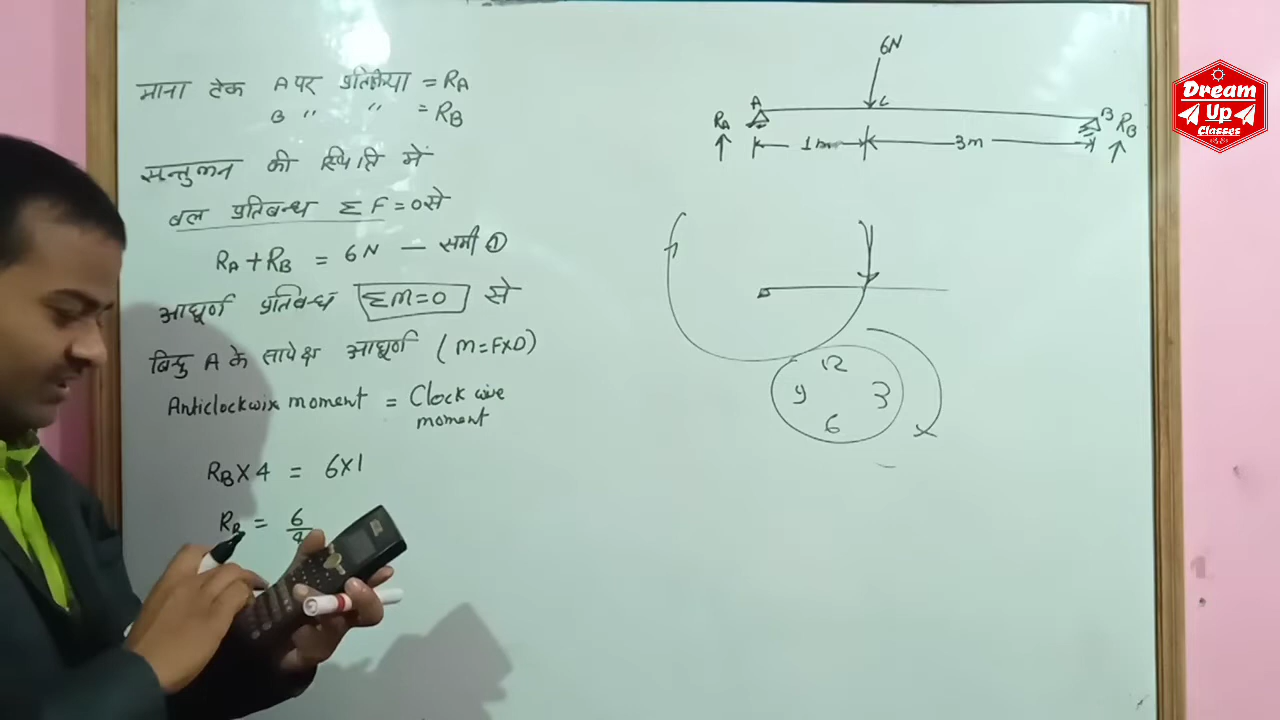 माना टेक A पर प्रतिक्रिया = RA
B " " = RB
सन्तुलन की स्थिति में
बल प्रतिबन्ध ΣF=0 से
RA+RB = 6N — समी ①
आघूर्ण प्रतिबन्ध ΣM=0 से
बिन्दु A के सापेक्ष आघूर्ण (M=F×D)
Anticlockwise moment = Clockwise
moment
RB×4 = 6×1
RB = 6/4
6N
A C B
RA RB
1m 3m
12
9 3
6
Dream
Up
Classes